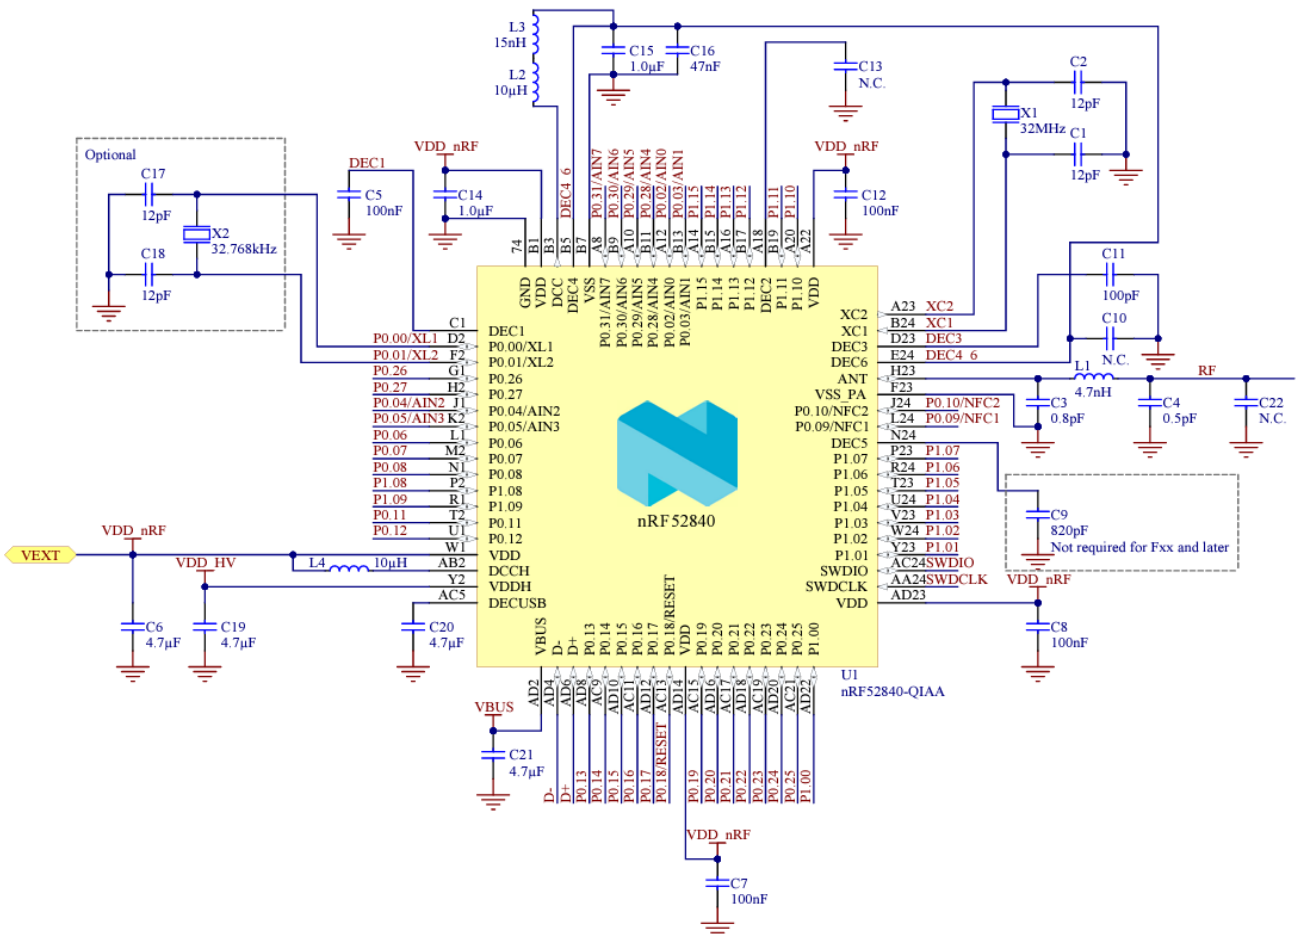 L3
15nH
L2
10µH
C15
1.0µF
C16
47nF
C13
N.C.
C2
12pF
X1
32MHz
C1
12pF
Optional
C17
12pF
X2
32.768kHz
C18
12pF
DEC1
C5
100nF
VDD_nRF
C14
1.0µF
VDD_nRF
C12
100nF
DEC4_6
P0.31/AIN7
P0.30/AIN6
P0.29/AIN5
P0.28/AIN4
P0.02/AIN0
P0.03/AIN1
P1.15
P1.14
P1.13
P1.12
P1.11
P1.10
74
B1
B3
B5
B7
A8
B9
A10
B11
A12
B13
A14
B15
A16
B17
A18
B19
A20
A22
GND
VDD
DCC
DEC4
VSS
P0.31/AIN7
P0.30/AIN6
P0.29/AIN5
P0.28/AIN4
P0.02/AIN0
P0.03/AIN1
P1.15
P1.14
P1.13
P1.12
DEC2
P1.11
P1.10
VDD
C1 DEC1
P0.00/XL1 D2 P0.00/XL1
P0.01/XL2 F2 P0.01/XL2
P0.26 G1 P0.26
P0.27 H2 P0.27
P0.04/AIN2 J1 P0.04/AIN2
P0.05/AIN3 K2 P0.05/AIN3
P0.06 L1 P0.06
P0.07 M2 P0.07
P0.08 N1 P0.08
P1.08 P2 P1.08
P1.09 R1 P1.09
P0.11 T2 P0.11
P0.12 U1 P0.12
W1 VDD
AB2 DCCH
Y2 VDDH
AC5 DECUSB
nRF52840
XC2 A23 XC2
XC1 B24 XC1
DEC3 D23 DEC3
DEC6 E24 DEC4_6
ANT H23
VSS_PA F23
P0.10/NFC2 J24 P0.10/NFC2
P0.09/NFC1 L24 P0.09/NFC1
DEC5 N24
P1.07 P23 P1.07
P1.06 R24 P1.06
P1.05 T23 P1.05
P1.04 U24 P1.04
P1.03 V23 P1.03
P1.02 W24 P1.02
P1.01 Y23 P1.01
SWDIO AC24 SWDIO
SWDCLK AA24 SWDCLK
VDD AD23
C11
100pF
C10
N.C.
L1
4.7nH
RF
C3
0.8pF
C4
0.5pF
C22
N.C.
C9
820pF
Not required for Fxx and later
VDD_nRF
C8
100nF
VEXT
VDD_nRF
VDD_HV
L4
10µH
C6
4.7µF
C19
4.7µF
C20
4.7µF
VBUS
D-
D+
P0.13
P0.14
P0.15
P0.16
P0.17
P0.18/RESET
VDD
P0.19
P0.20
P0.21
P0.22
P0.23
P0.24
P0.25
P1.00
U1
nRF52840-QIAA
AD2
AD4
AD6
AD8
AC9
AD10
AC11
AD12
AC13
AD14
AC15
AD16
AC17
AD18
AC19
AD20
AC21
AD22
VBUS
C21
4.7µF
D-
D+
P0.13
P0.14
P0.15
P0.16
P0.17
P0.18/RESET
P0.19
P0.20
P0.21
P0.22
P0.23
P0.24
P0.25
P1.00
VDD_nRF
C7
100nF